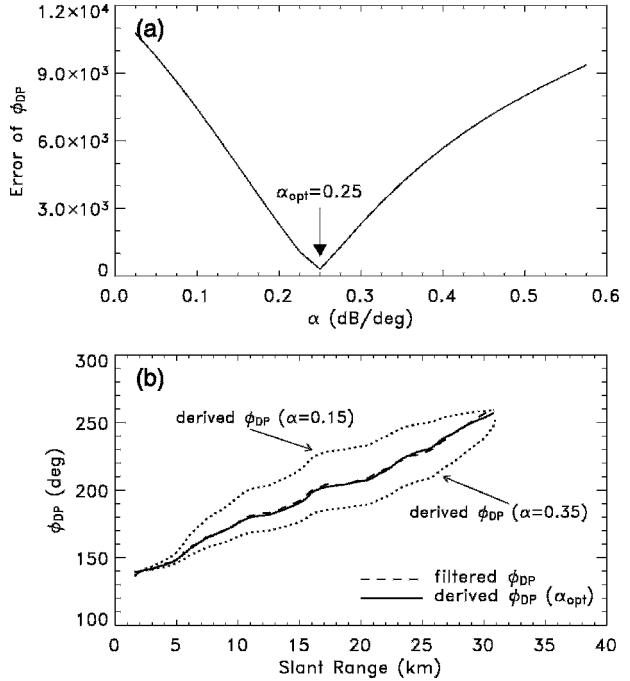 (a)
1.2×10⁴
9.0×10³
6.0×10³
3.0×10³
0
Error of ϕDP
αopt=0.25
0.0 0.1 0.2 0.3 0.4 0.5 0.6
α (dB/deg)
(b)
300
250
200
150
100
ϕDP (deg)
derived ϕDP (α=0.15)
derived ϕDP (α=0.35)
filtered ϕDP
derived ϕDP (αopt)
0 5 10 15 20 25 30 35 40
Slant Range (km)